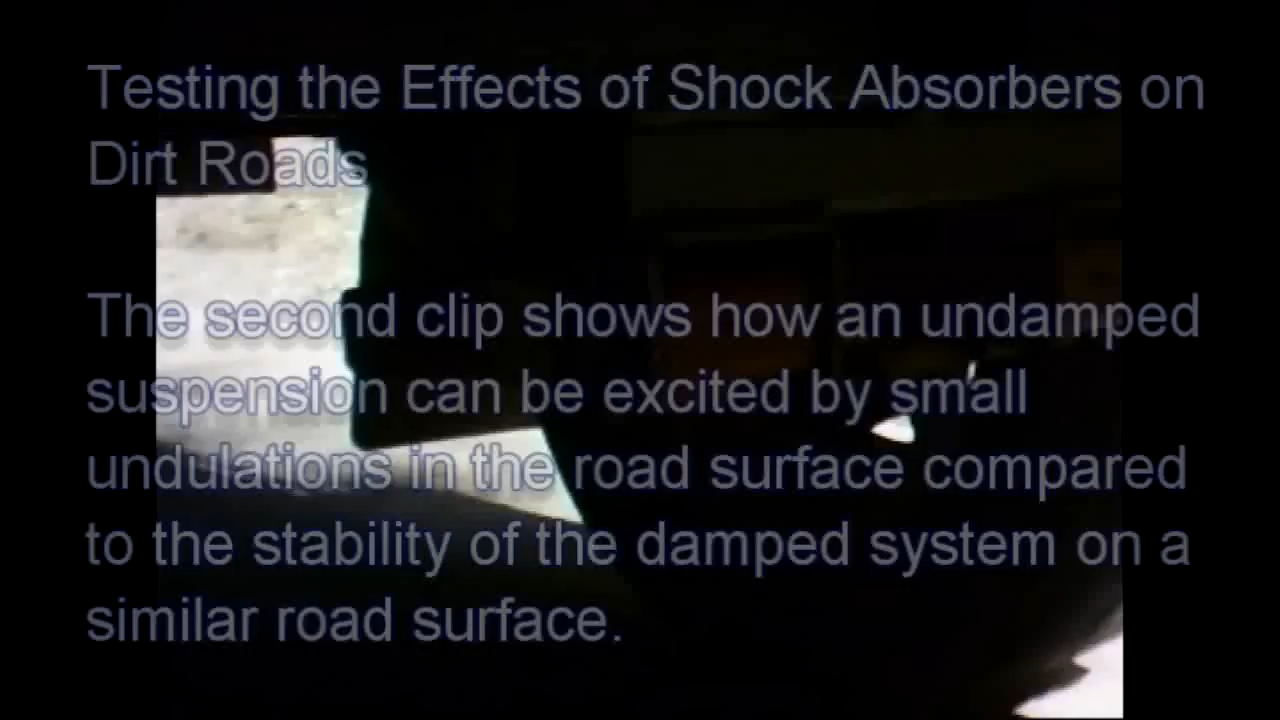 Testing the Effects of Shock Absorbers on
Dirt Roads
The second clip shows how an undamped
suspension can be excited by small
undulations in the road surface compared
to the stability of the damped system on a
similar road surface.